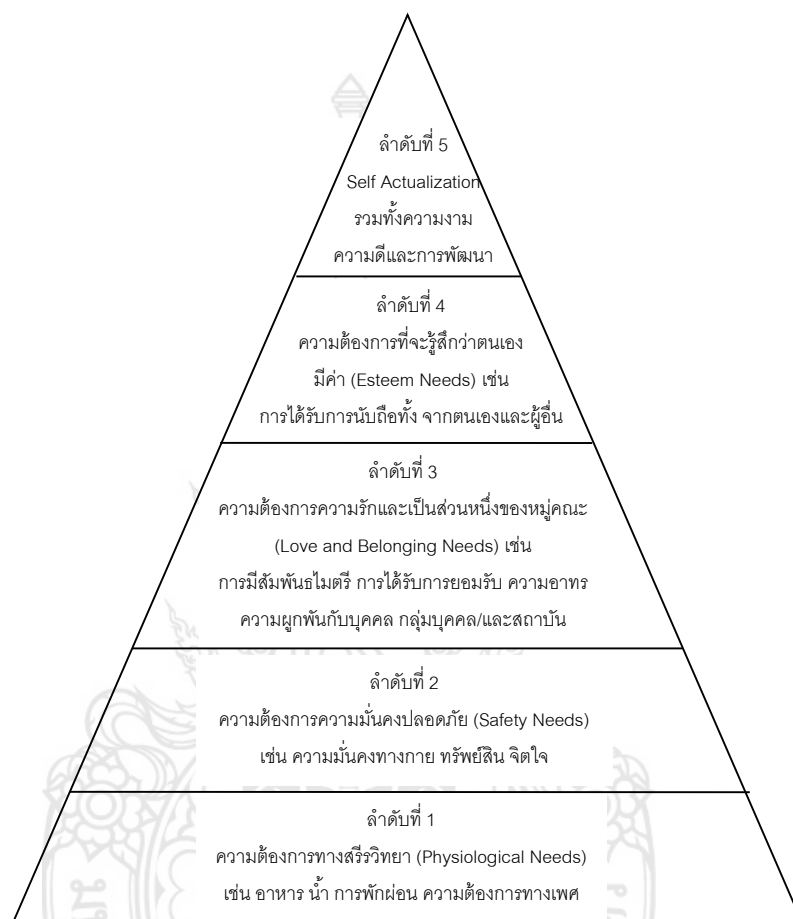 ลำดับที่ 5
Self Actualization
รวมทั้งความงาม
ความดีและการพัฒนา
ลำดับที่ 4
ความต้องการที่จะรู้สึกว่าตนเอง
มีค่า (Esteem Needs) เช่น
การได้รับการนับถือทั้ง จากตนเองและผู้อื่น
ลำดับที่ 3
ความต้องการความรักและเป็นส่วนหนึ่งของหมู่คณะ
(Love and Belonging Needs) เช่น
การมีสัมพันธไมตรี การได้รับการยอมรับ ความอาทร
ความผูกพันกับบุคคล กลุ่มบุคคล/และสถาบัน
ลำดับที่ 2
ความต้องการความมั่นคงปลอดภัย (Safety Needs)
เช่น ความมั่นคงทางกาย ทรัพย์สิน จิตใจ
ลำดับที่ 1
ความต้องการทางสรีรวิทยา (Physiological Needs)
เช่น อาหาร น้ำ การพักผ่อน ความต้องการทางเพศ